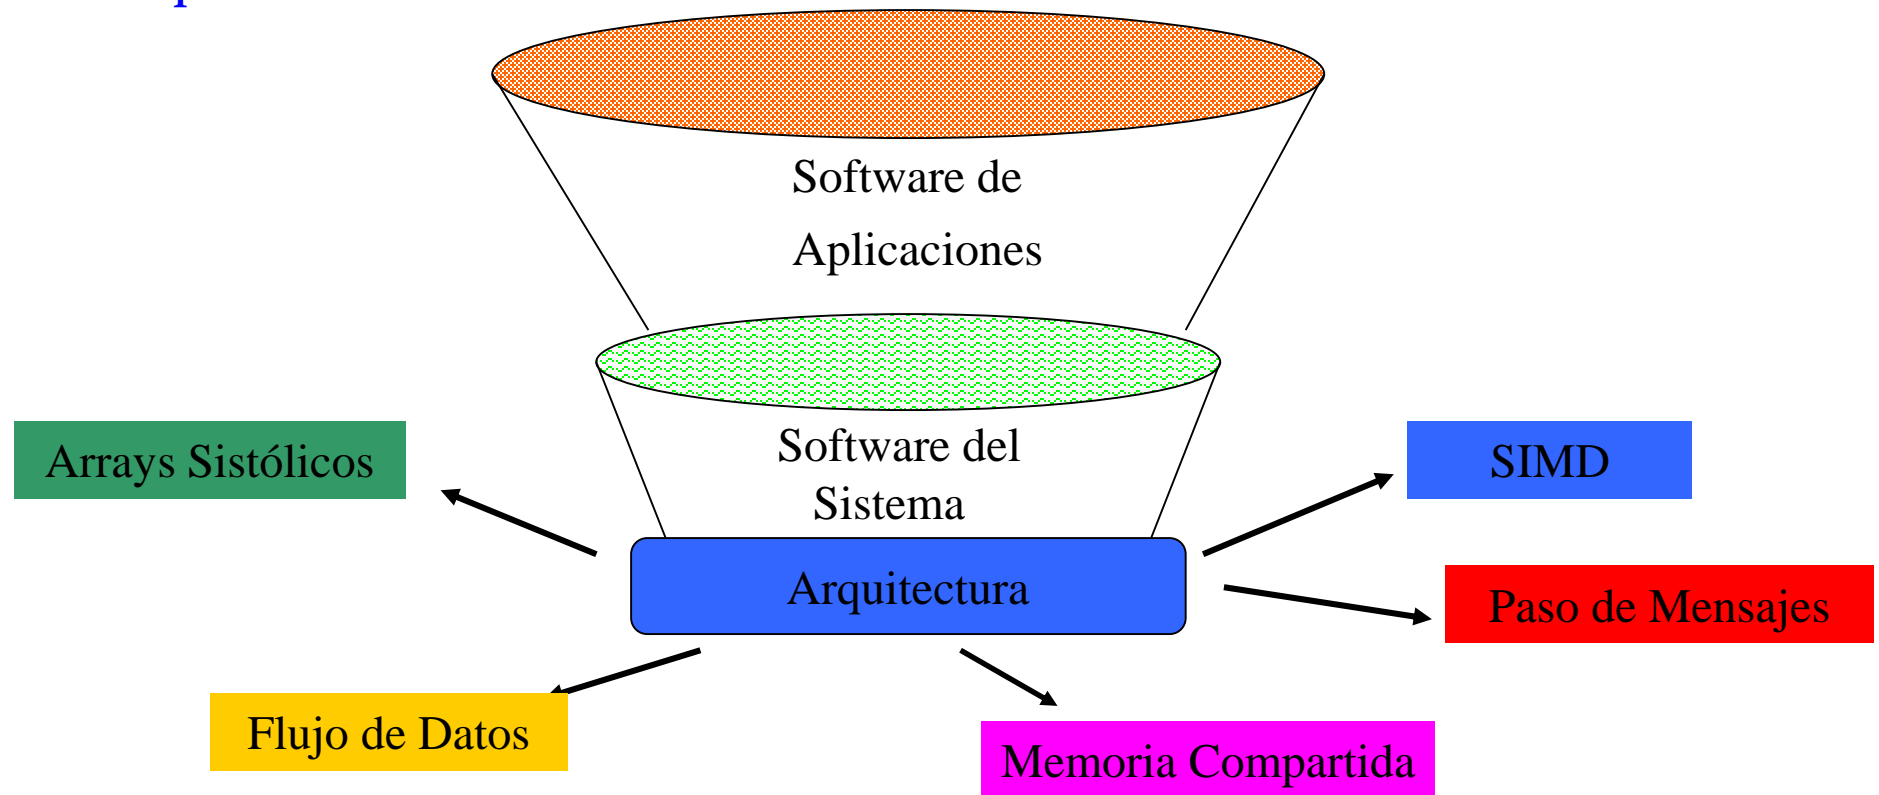 Software de
Aplicaciones
Software del
Sistema
Arrays Sistólicos
SIMD
Arquitectura
Paso de Mensajes
Flujo de Datos
Memoria Compartida